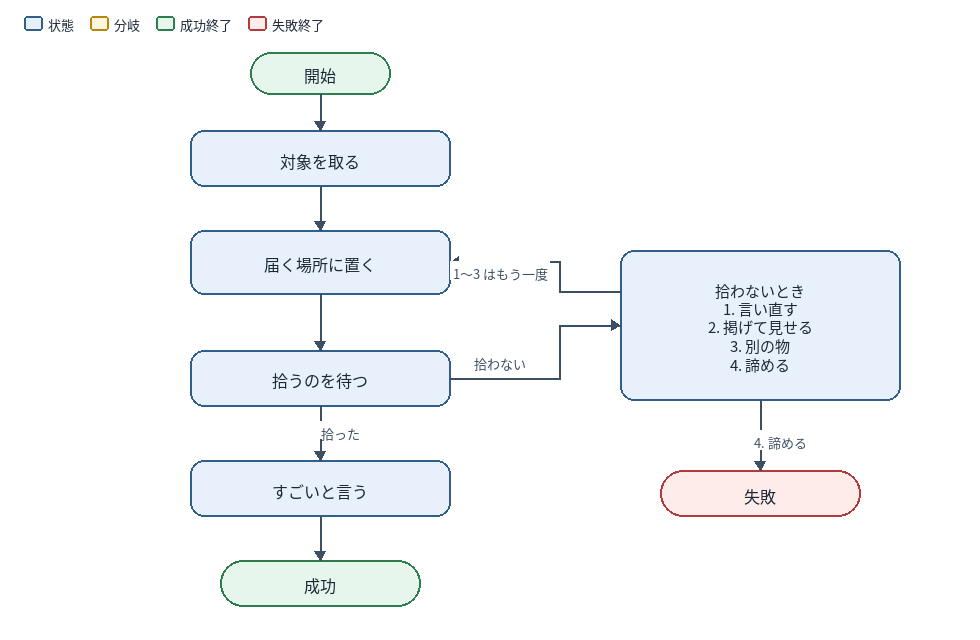 状態
分岐
成功終了
失敗終了
開始
対象を取る
届く場所に置く
1～3 はもう一度
拾わないとき
1. 言い直す
2. 掲げて見せる
3. 別の物
4. 諦める
拾うのを待つ
拾わない
拾った
4. 諦める
すごいと言う
失敗
成功